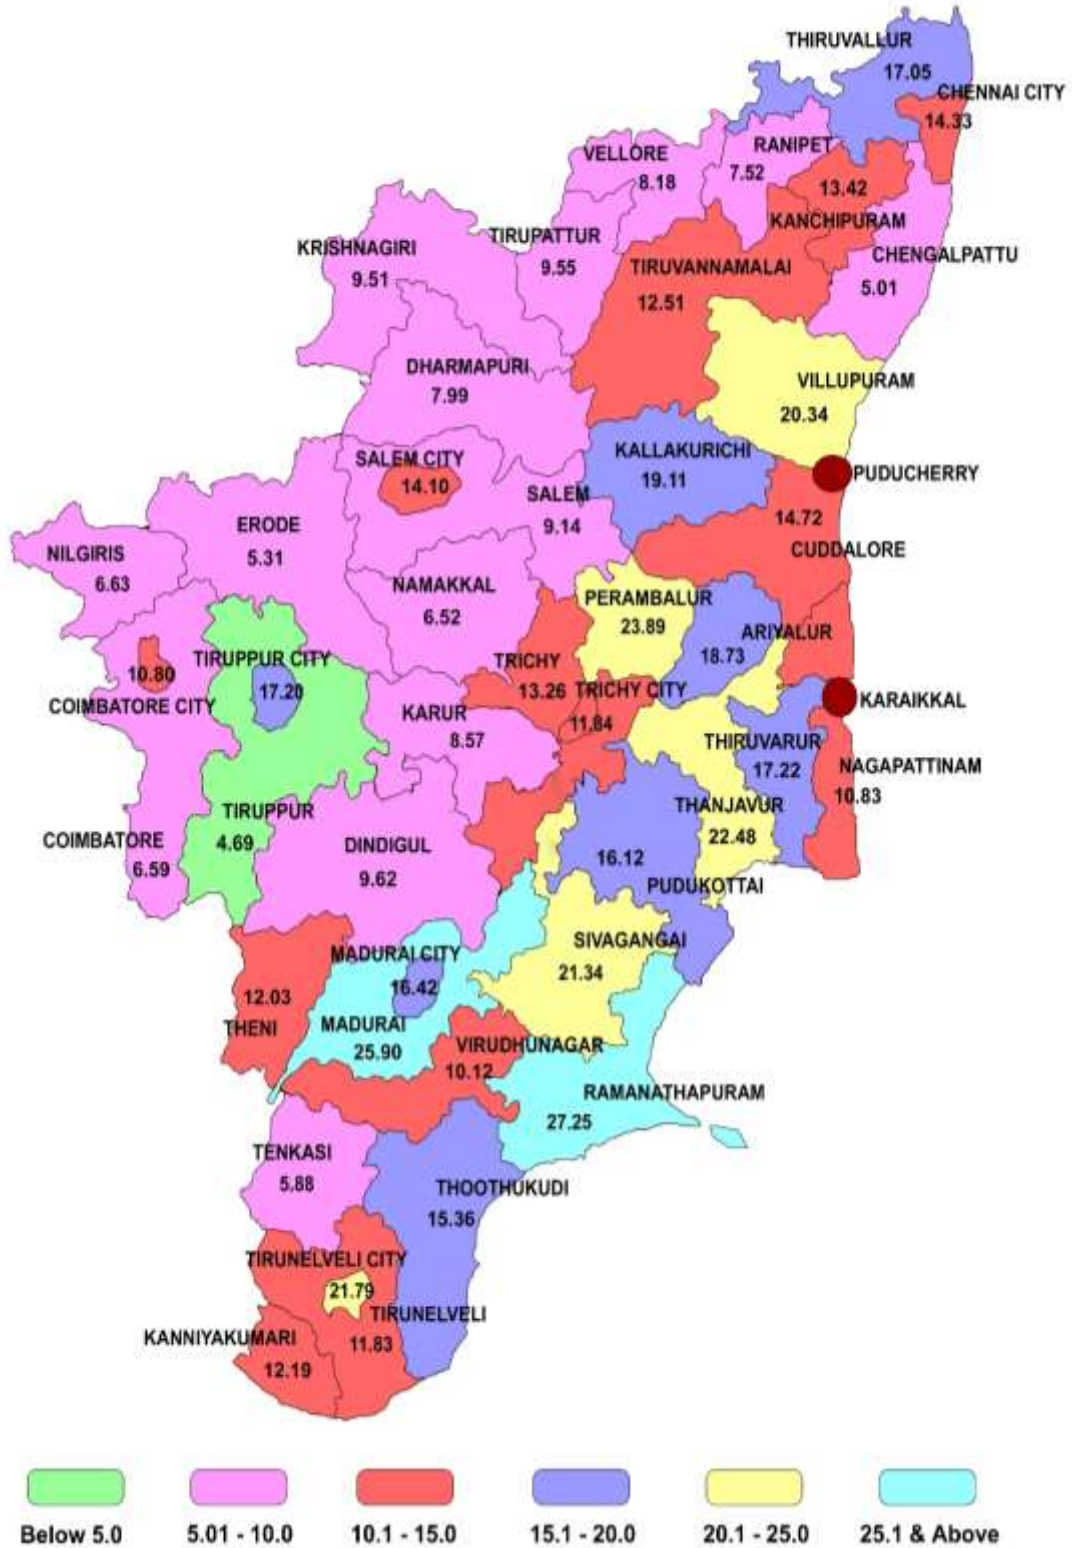 THIRUVALLUR
17.05
CHENNAI CITY
14.33
RANIPET
7.52
VELLORE
8.18
13.42
KANCHIPURAM
TIRUPATTUR
9.55
KRISHNAGIRI
9.51
CHENGALPATTU
5.01
TIRUVANNAMALAI
12.51
DHARMAPURI
7.99
VILLUPURAM
20.34
KALLAKURICHI
19.11
SALEM CITY
14.10
PUDUCHERRY
SALEM
9.14
14.72
CUDDALORE
ERODE
5.31
NILGIRIS
6.63
NAMAKKAL
6.52
PERAMBALUR
23.89
ARIYALUR
18.73
TRICHY
13.26
TRICHY CITY
11.84
TIRUPPUR CITY
17.20
10.80
COIMBATORE CITY
KARUR
8.57
KARAIKKAL
THIRUVARUR
17.22
NAGAPATTINAM
10.83
THANJAVUR
22.48
TIRUPPUR
4.69
COIMBATORE
6.59
DINDIGUL
9.62
16.12
PUDUKOTTAI
SIVAGANGAI
21.34
MADURAI CITY
16.42
12.03
THENI
MADURAI
25.90
VIRUDHUNAGAR
10.12
RAMANATHAPURAM
27.25
TENKASI
5.88
THOOTHUKUDI
15.36
TIRUNELVELI CITY
21.79
TIRUNELVELI
11.83
KANNIYAKUMARI
12.19
Below 5.0
5.01 - 10.0
10.1 - 15.0
15.1 - 20.0
20.1 - 25.0
25.1 & Above